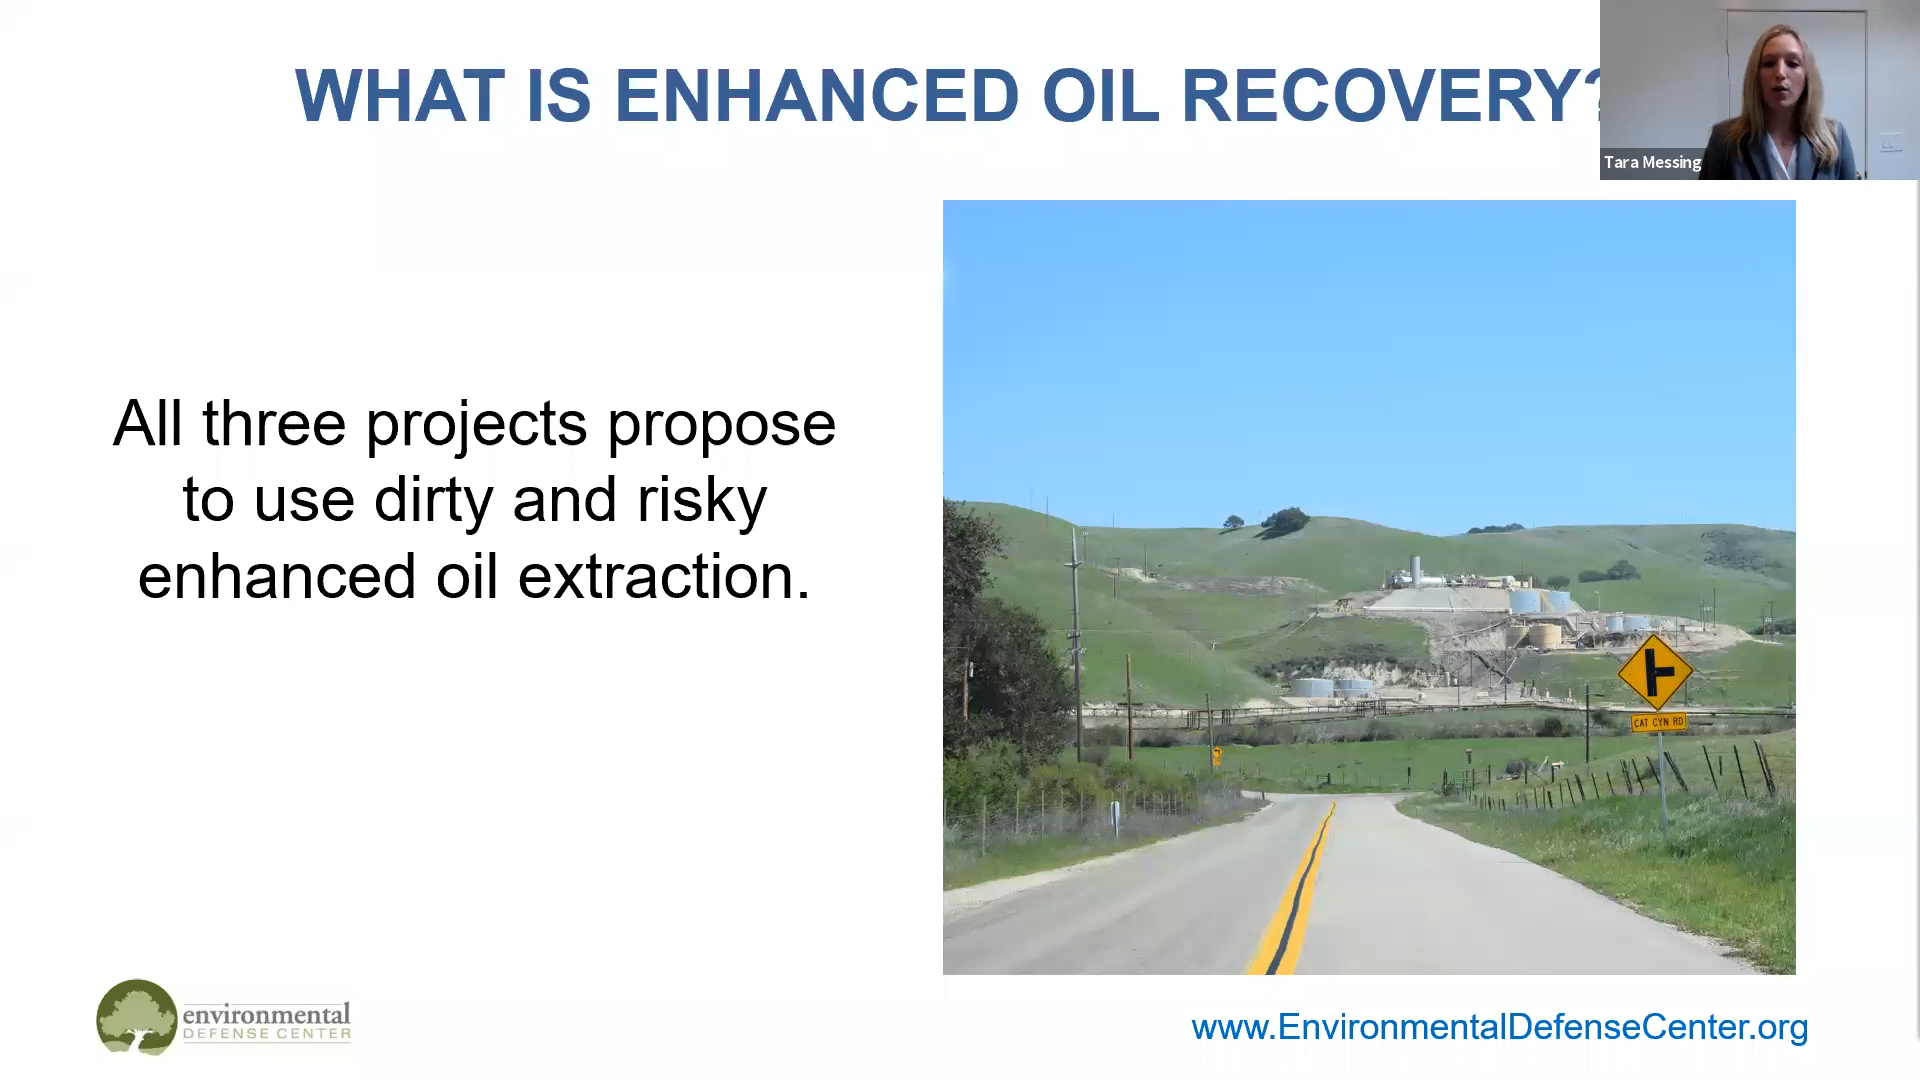 WHAT IS ENHANCED OIL RECOVERY?
Tara Messing
All three projects propose
to use dirty and risky
enhanced oil extraction.
CAT CYN RD
environmental
DEFENSE CENTER
www.EnvironmentalDefenseCenter.org